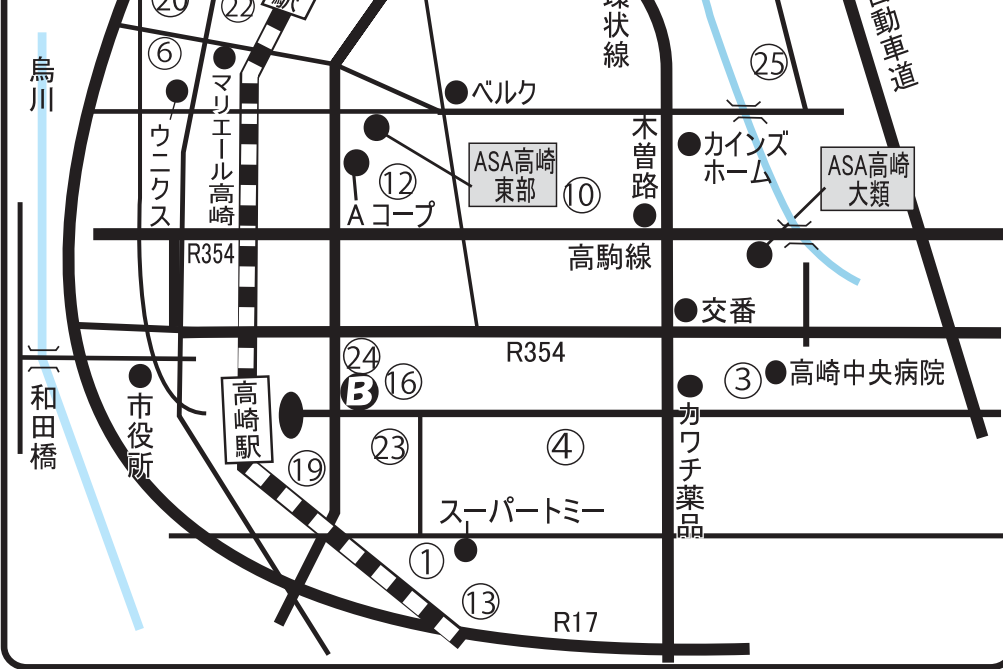 ⑳
㉒
駅
環状線
自動車道
⑥
㉕
烏川
マリエール高崎
ベルク
ウニクス
木曽路
カインズ
ホーム
ASA高崎
東部
ASA高崎
大類
⑫
⑩
A コープ
R354
高駒線
交番
R354
㉔
B
⑯
③
高崎中央病院
和田橋
市役所
高崎駅
カワチ薬品
㉓
④
⑲
スーパートミー
①
⑬
R17